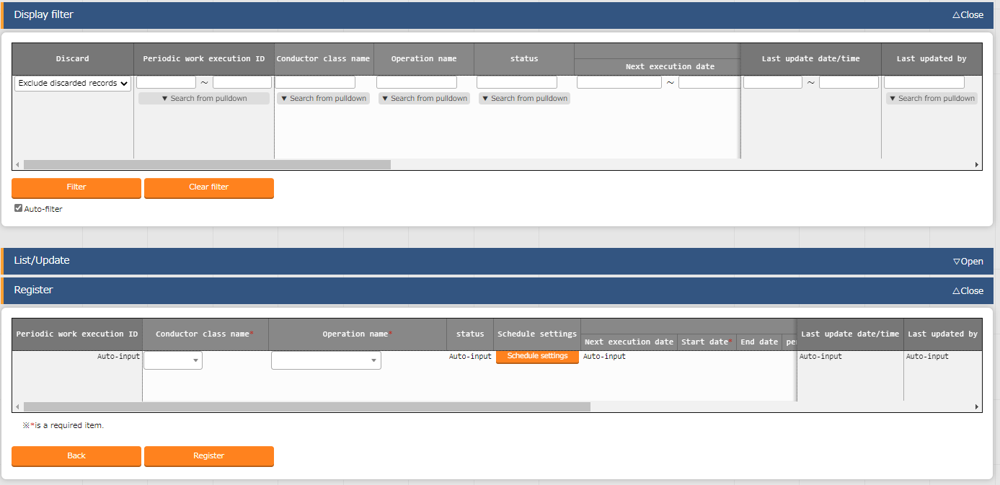 Display filter
△Close
Discard
Periodic work execution ID
Conductor class name
Operation name
status
Next execution date
Last update date/time
Last updated by
Exclude discarded records
~
~
~
▼ Search from pulldown
▼ Search from pulldown
▼ Search from pulldown
▼ Search from pulldown
▼ Search from pulldown
Filter
Clear filter
Auto-filter
List/Update
▽Open
Register
△Close
Periodic work execution ID
Conductor class name*
Operation name*
status
Schedule settings
Next execution date
Start date*
End date
Last update date/time
Last updated by
Auto-input
Auto-input
Schedule settings
Auto-input
Auto-input
Auto-input
※*is a required item.
Back
Register